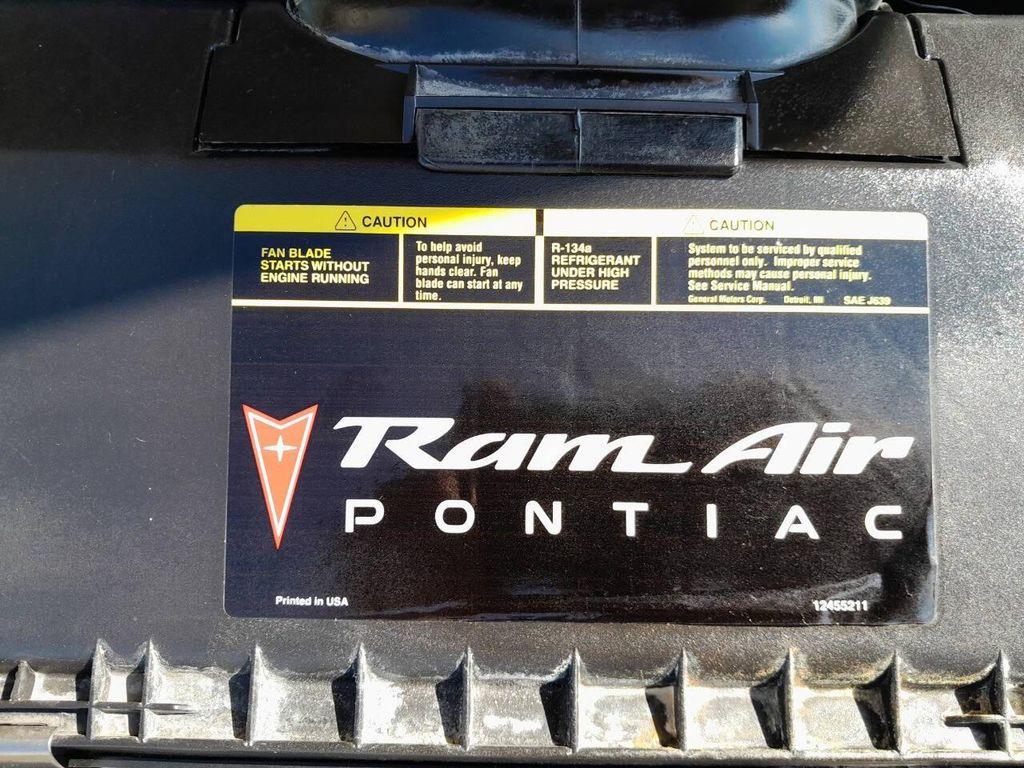 CAUTION
FAN BLADE
STARTS WITHOUT
ENGINE RUNNING
To help avoid
personal injury, keep
hands clear. Fan
blade can start at any
time.
R-134a
REFRIGERANT
UNDER HIGH
PRESSURE
CAUTION
System to be serviced by qualified
personnel only. Improper service
methods may cause personal injury.
See Service Manual.
General Motors Corp. Detroit, MI SAE J639
Ram Air
PONTIAC
Printed in USA
12455211